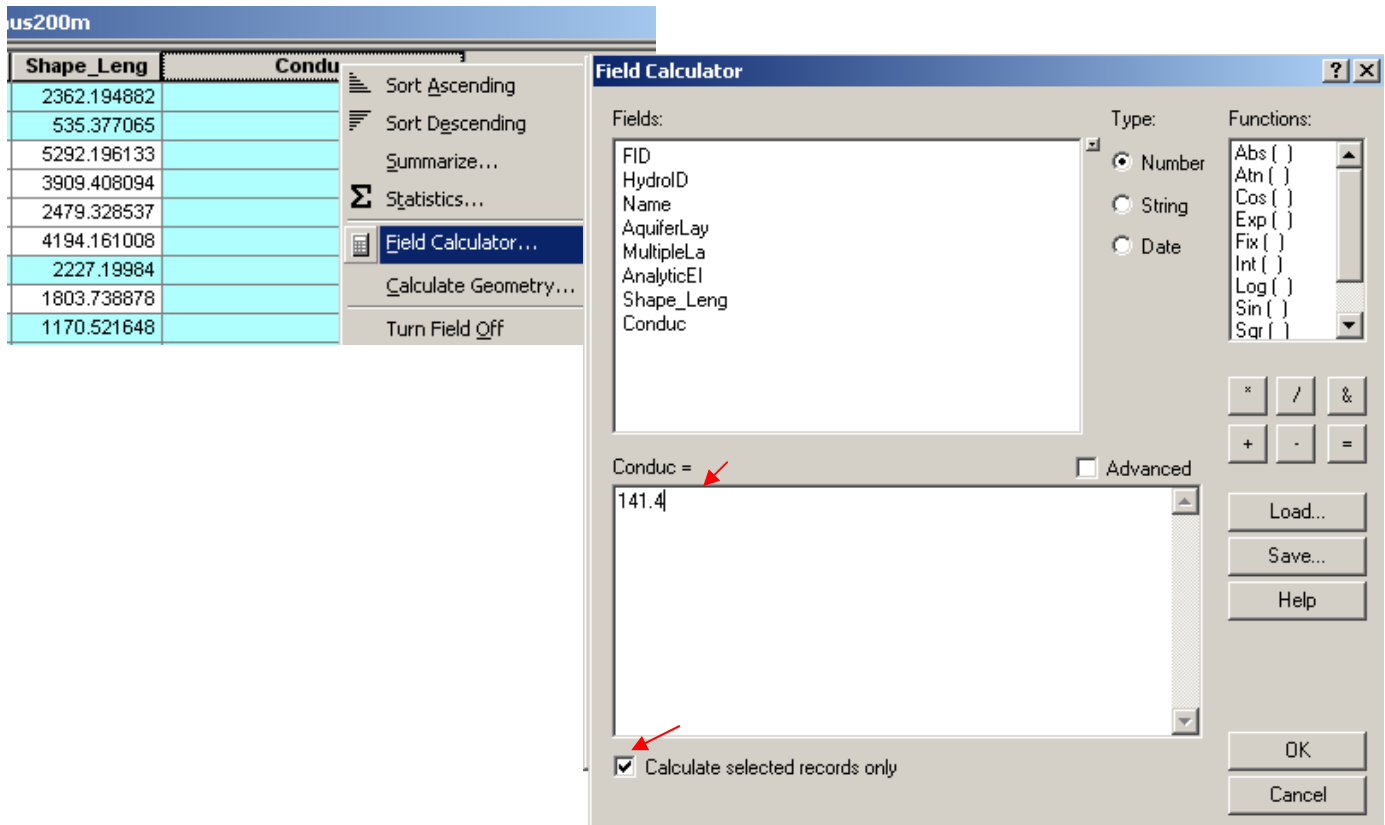 us200m
Shape_Leng Condu
2362.194882
535.377065
5292.196133
3909.408094
2479.328537
4194.161008
2227.19984
1803.738878
1170.521648
Sort Ascending
Sort Descending
Summarize...
Σ Statistics...
Field Calculator...
Calculate Geometry...
Turn Field Off
Field Calculator
Fields:
FID
HydroID
Name
AquiferLay
MultipleLa
AnalyticEl
Shape_Leng
Conduc
Type:
Number
String
Date
Functions:
Abs ( )
Atn ( )
Cos ( )
Exp ( )
Fix ( )
Int ( )
Log ( )
Sin ( )
Sqr ( )
* / &
+ - =
Conduc =
Advanced
141.4
Load...
Save...
Help
Calculate selected records only
OK
Cancel